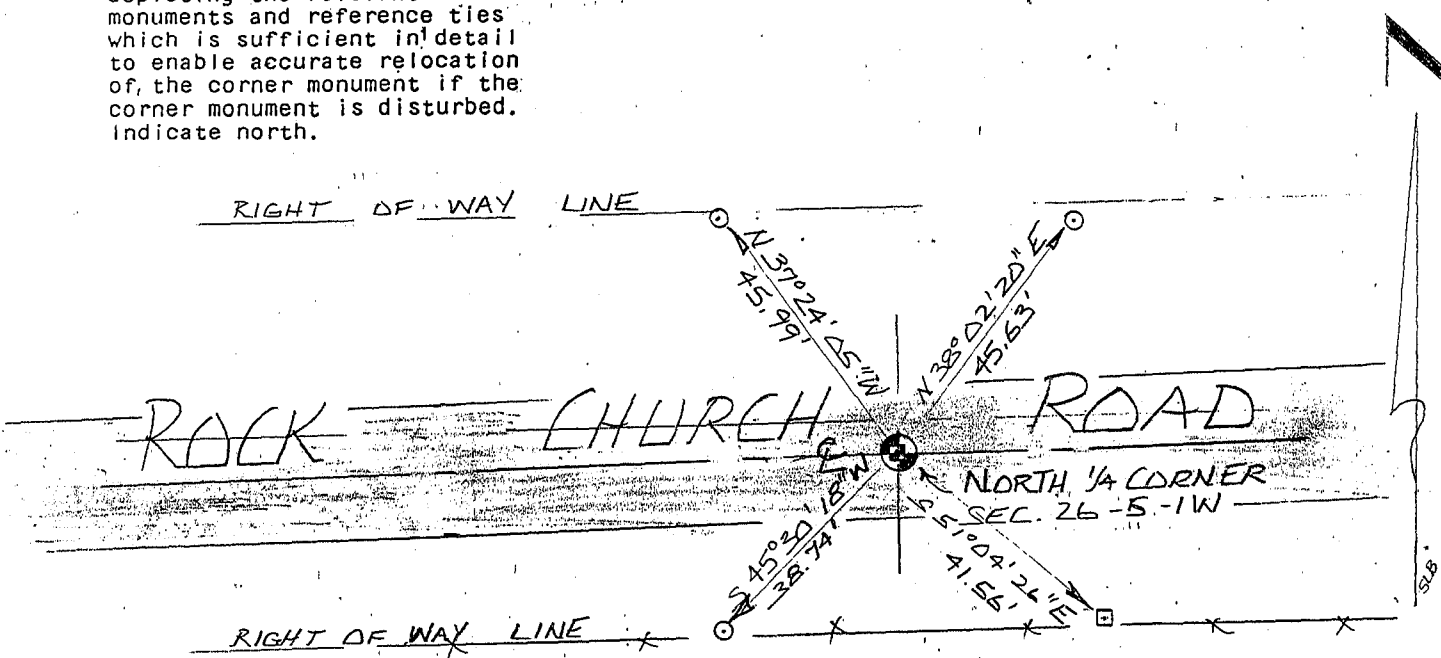 monuments and reference ties
which is sufficient in detail
to enable accurate relocation
of, the corner monument if the
corner monument is disturbed.
Indicate north.
RIGHT OF WAY LINE
N 37°24'05"W
45.99'
N 38°02'20"E
45.63'
ROCK CHURCH ROAD
NORTH 1/4 CORNER
SEC. 26-5-1W
S 45°30'18"W
38.74'
S 51°04'26"E
41.56'
RIGHT OF WAY LINE
SLB